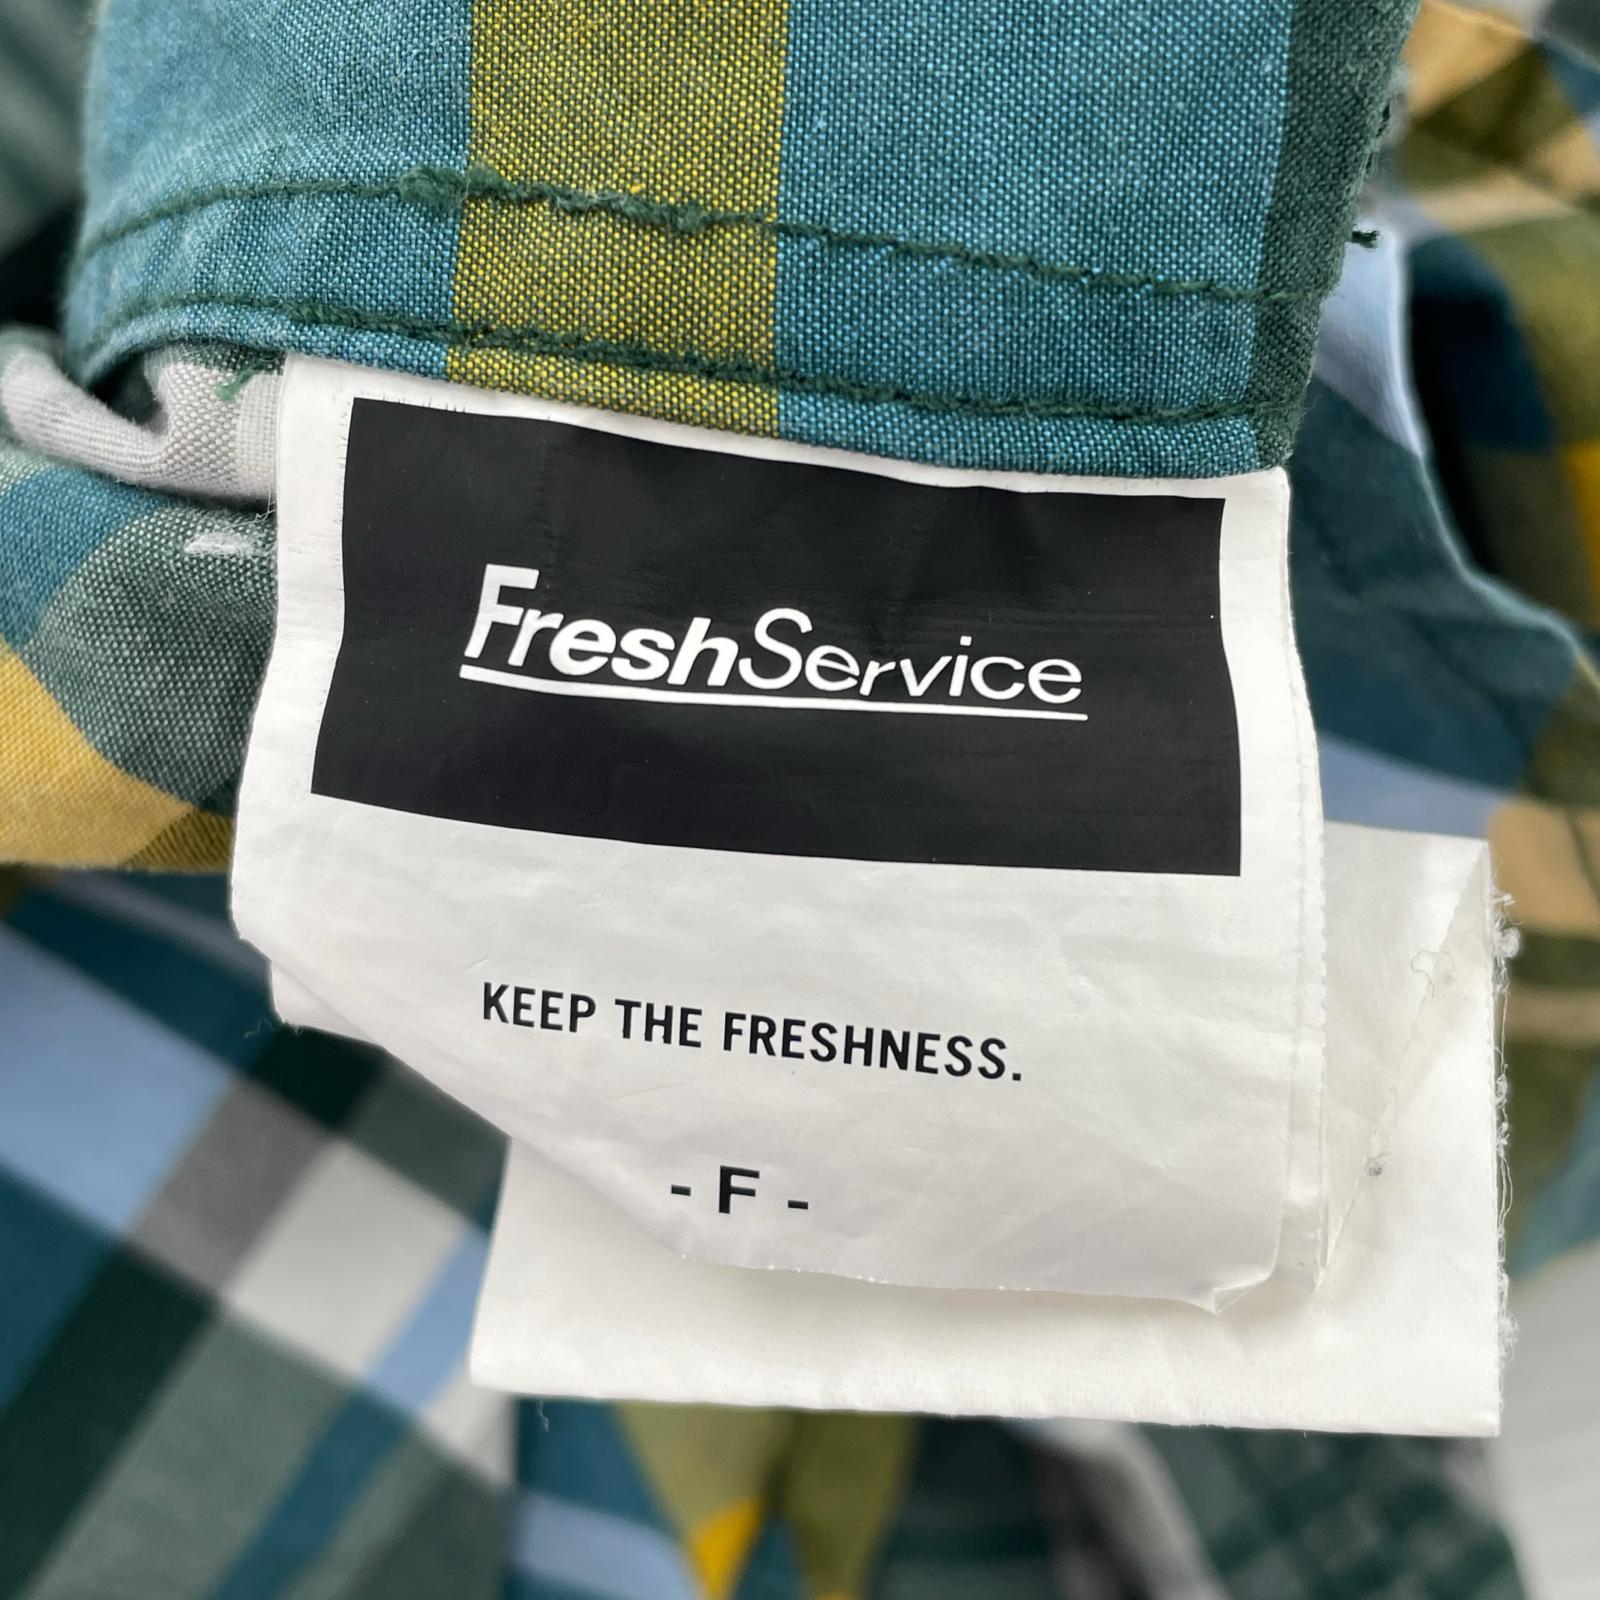 FreshService
KEEP THE FRESHNESS.
- F -